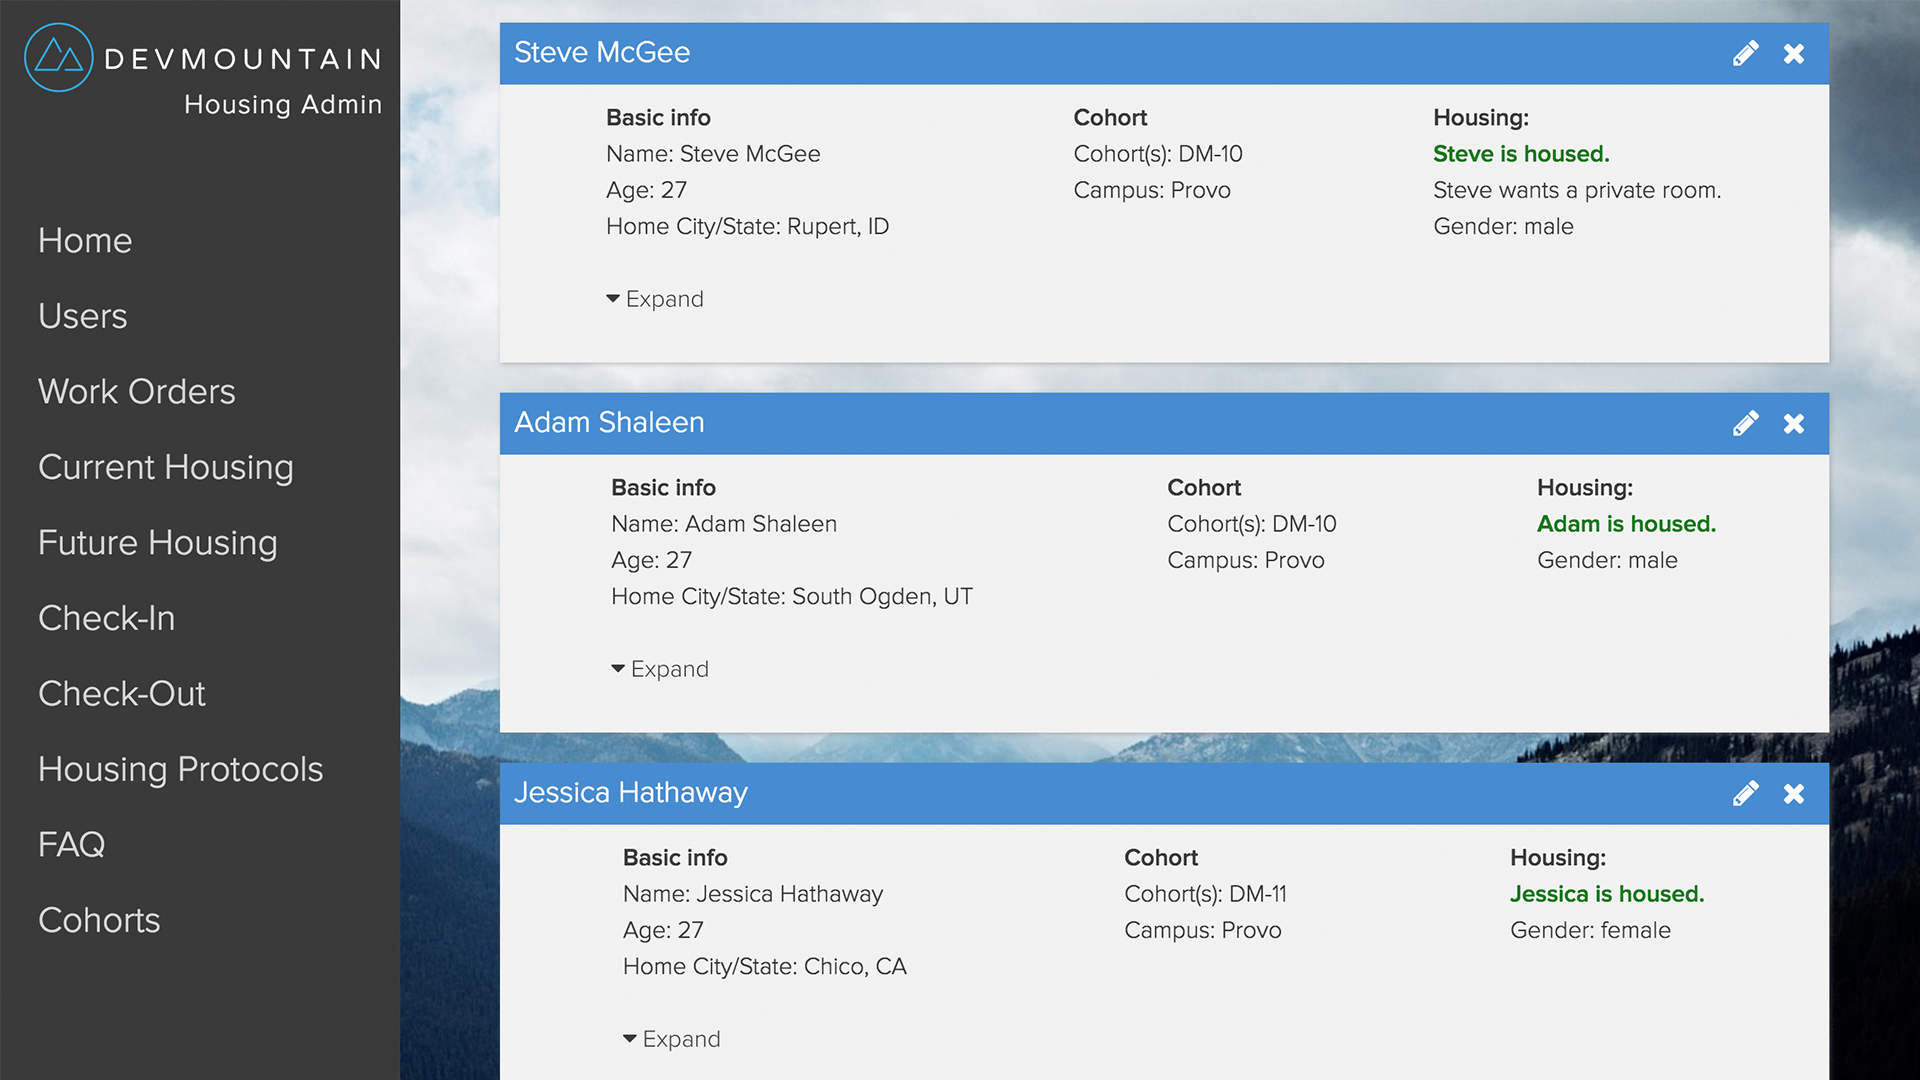 DEVMOUNTAIN
Housing Admin
Home
Users
Work Orders
Current Housing
Future Housing
Check-In
Check-Out
Housing Protocols
FAQ
Cohorts
Steve McGee
Basic info
Name: Steve McGee
Age: 27
Home City/State: Rupert, ID
Expand
Cohort
Cohort(s): DM-10
Campus: Provo
Housing:
Steve is housed.
Steve wants a private room.
Gender: male
Adam Shaleen
Basic info
Name: Adam Shaleen
Age: 27
Home City/State: South Ogden, UT
Expand
Cohort
Cohort(s): DM-10
Campus: Provo
Housing:
Adam is housed.
Gender: male
Jessica Hathaway
Basic info
Name: Jessica Hathaway
Age: 27
Home City/State: Chico, CA
Expand
Cohort
Cohort(s): DM-11
Campus: Provo
Housing:
Jessica is housed.
Gender: female